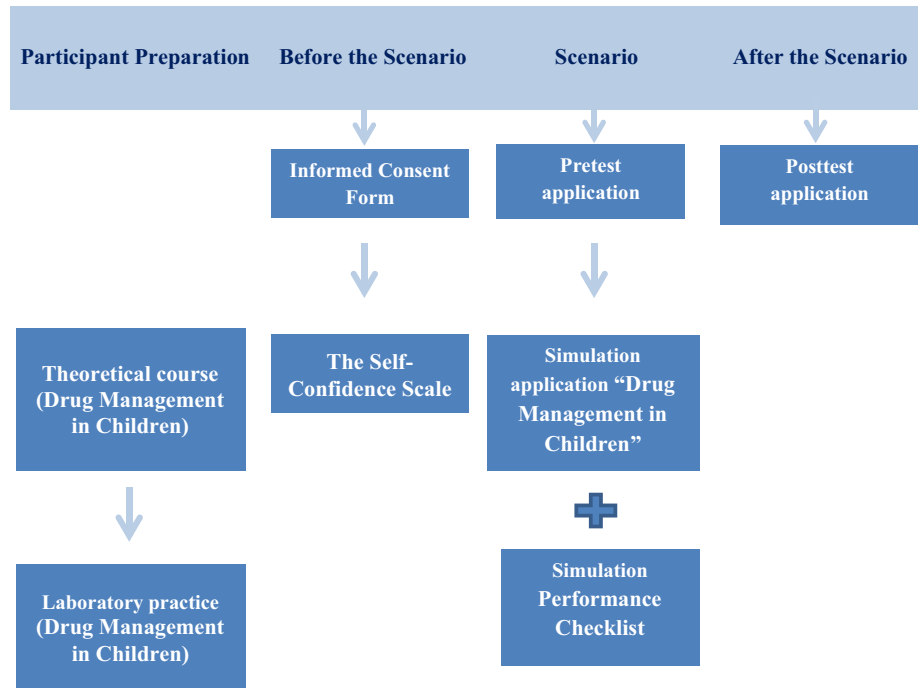 Participant Preparation
Before the Scenario
Scenario
After the Scenario
Informed Consent
Form
Pretest
application
Posttest
application
Theoretical course
(Drug Management
in Children)
The Self-
Confidence Scale
Simulation
application “Drug
Management in
Children”
Laboratory practice
(Drug Management
in Children)
Simulation
Performance
Checklist